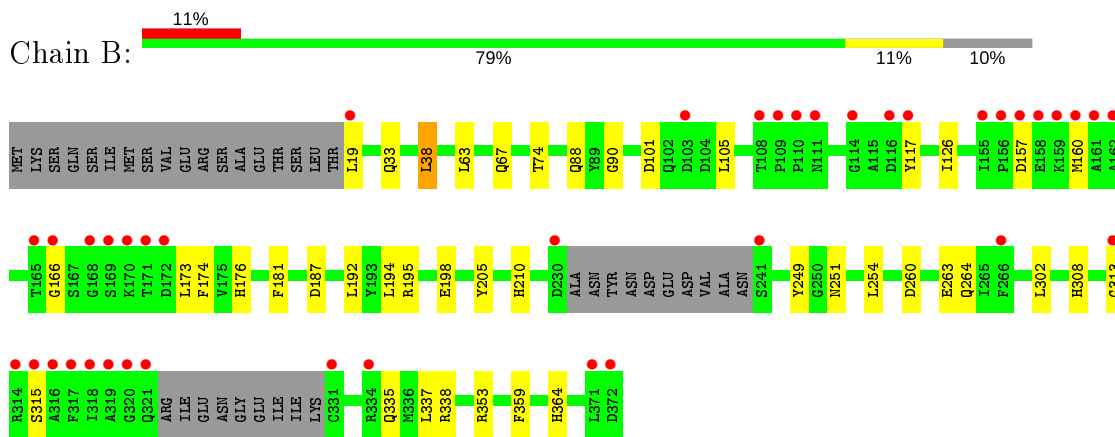 11%
Chain B:
79% 11% 10%
MET LYS SER GLN SER ILE MET SER VAL GLU ARG SER ALA GLU THR SER LEU THR L19 Q33 L38 L63 Q67 T74 Q88 Y89 G90 D101 Q102 D103 D104 L105 T108 P109 P110 N111 G114 A115 D116 Y117 I126 I155 P156 D157 E158 K159 M160 A161 A162
T165 G166 S167 G168 S169 K170 T171 D172 L173 F174 V175 H176 F181 D187 L192 Y193 L194 R195 E198 Y205 H210 D230 ALA ASN TYR ASN ASP GLU ASP VAL ALA ASN S241 Y249 G250 N251 L254 D260 E263 Q264 I265 F266 L302 H308 G313
R314 S315 A316 F317 I318 A319 G320 Q321 ARG ILE GLU ASN GLY GLU ILE ILE LYS C331 R334 Q335 M336 L337 R338 R353 F359 H364 L371 D372